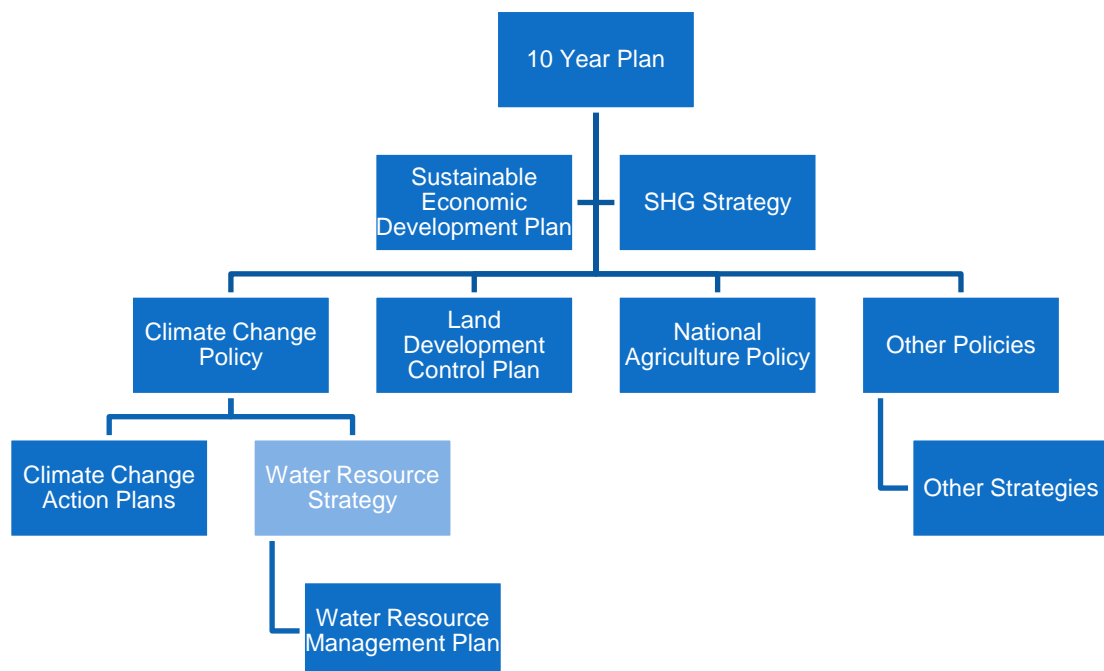 10 Year Plan
Sustainable
Economic
Development Plan
SHG Strategy
Climate Change
Policy
Land
Development
Control Plan
National
Agriculture Policy
Other Policies
Climate Change
Action Plans
Water Resource
Strategy
Other Strategies
Water Resource
Management Plan